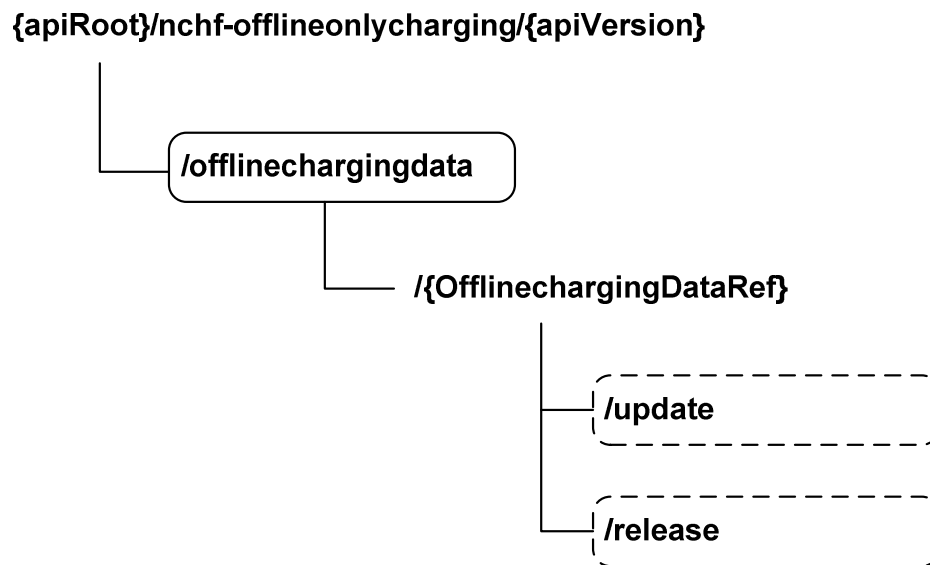 {apiRoot}/nchf-offlineonlycharging/{apiVersion}
/offlinechargingdata
/{OfflinechargingDataRef}
/update
/release